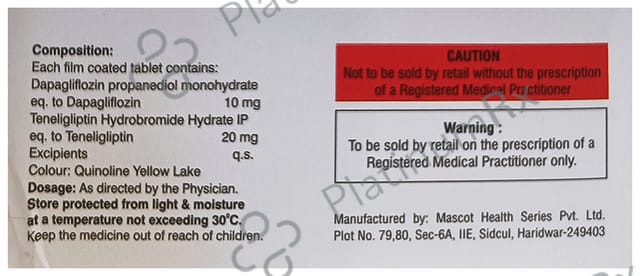 Composition:
Each film coated tablet contains:
Dapagliflozin propanediol monohydrate
eq. to Dapagliflozin 10 mg
Teneligliptin Hydrobromide Hydrate IP
eq. to Teneligliptin 20 mg
Excipients q.s.
Colour: Quinoline Yellow Lake
Dosage: As directed by the Physician.
Store protected from light & moisture
at a temperature not exceeding 30°C.
Keep the medicine out of reach of children.
CAUTION
Not to be sold by retail without the prescription
of a Registered Medical Practitioner
Warning :
To be sold by retail on the prescription of a
Registered Medical Practitioner only.
Manufactured by: Mascot Health Series Pvt. Ltd.
Plot No. 79,80, Sec-6A, IIE, Sidcul, Haridwar-249403
PlatinumRx
PlatinumRx